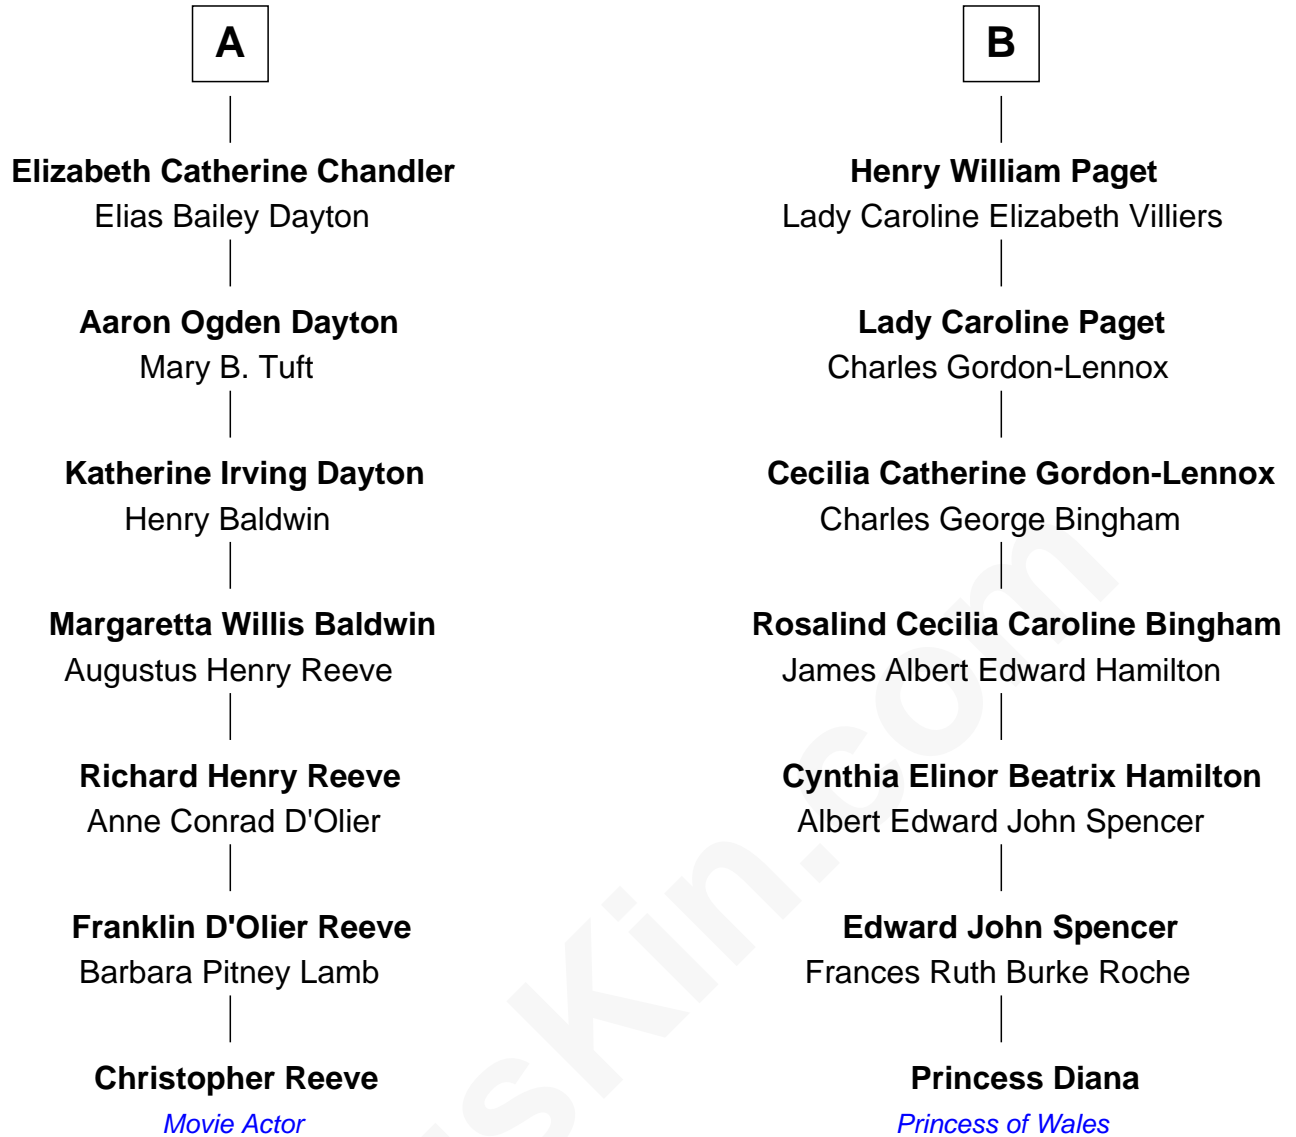 A
Elizabeth Catherine Chandler
Elias Bailey Dayton
Aaron Ogden Dayton
Mary B. Tuft
Katherine Irving Dayton
Henry Baldwin
Margaretta Willis Baldwin
Augustus Henry Reeve
Richard Henry Reeve
Anne Conrad D'Olier
Franklin D'Olier Reeve
Barbara Pitney Lamb
Christopher Reeve
Movie Actor
B
Henry William Paget
Lady Caroline Elizabeth Villiers
Lady Caroline Paget
Charles Gordon-Lennox
Cecilia Catherine Gordon-Lennox
Charles George Bingham
Rosalind Cecilia Caroline Bingham
James Albert Edward Hamilton
Cynthia Elinor Beatrix Hamilton
Albert Edward John Spencer
Edward John Spencer
Frances Ruth Burke Roche
Princess Diana
Princess of Wales